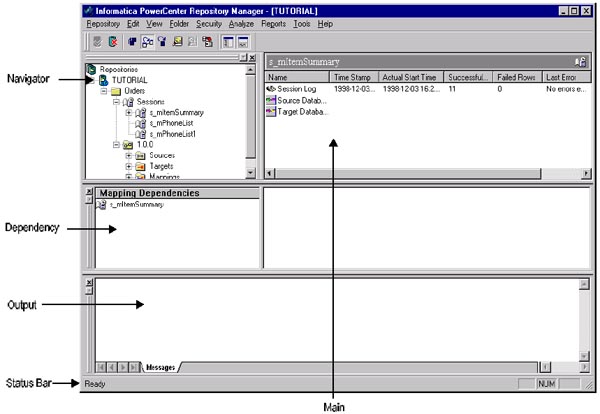 Informatica PowerCenter Repository Manager - [TUTORIAL]
Repository Edit View Folder Security Analyze Reports Tools Help
Navigator
Repositories
TUTORIAL
Orders
Sessions
s_mItemSummary
s_mPhoneList
s_mPhoneList1
1.0.0
Sources
Targets
Mappings
s_mItemSummary
Name Time Stamp Actual Start Time Successful... Failed Rows Last Error
Session Log 1998-12-03... 1998-12-03 16:2... 11 0 No errors e...
Source Datab...
Target Databa...
Dependency
Mapping Dependencies
s_mItemSummary
Output
Messages
Status Bar
Ready
NUM
Main